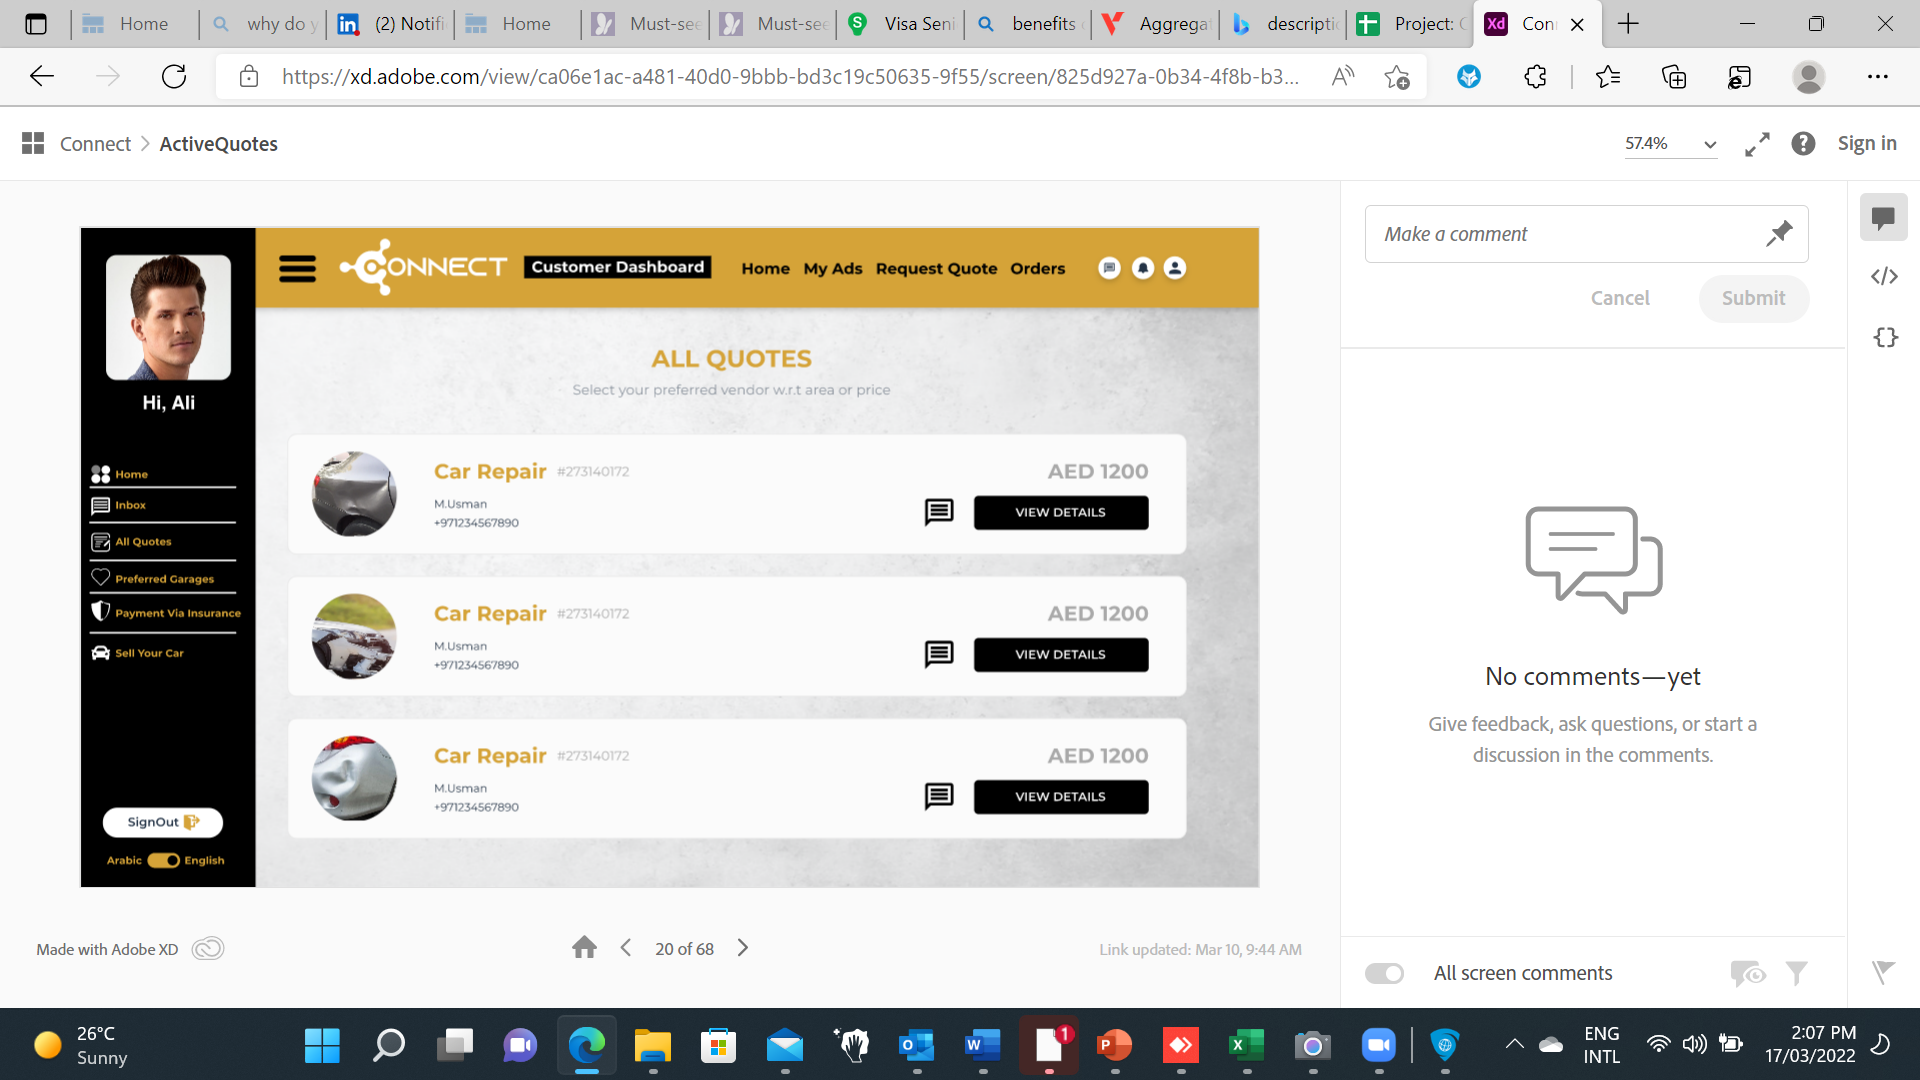 Home
why do y
(2) Notifi
Home
Must-see
Must-see
Visa Seni
benefits
Aggregat
descriptio
Project: C
Xd
Con
https://xd.adobe.com/view/ca06e1ac-a481-40d0-9bbb-bd3c19c50635-9f55/screen/825d927a-0b34-4f8b-b3...
Connect > ActiveQuotes
57.4%
Sign in
CONNECT
Customer Dashboard
Home
My Ads
Request Quote
Orders
Hi, Ali
Home
Inbox
All Quotes
Preferred Garages
Payment Via Insurance
Sell Your Car
SignOut
Arabic
English
ALL QUOTES
Select your preferred vendor w.r.t area or price
Car Repair #273140172
AED 1200
M.Usman
+971234567890
VIEW DETAILS
Car Repair #273140172
AED 1200
M.Usman
+971234567890
VIEW DETAILS
Car Repair #273140172
AED 1200
M.Usman
+971234567890
VIEW DETAILS
Make a comment
Cancel
Submit
No comments—yet
Give feedback, ask questions, or start a
discussion in the comments.
Made with Adobe XD
20 of 68
Link updated: Mar 10, 9:44 AM
All screen comments
26°C
Sunny
1
ENG
INTL
2:07 PM
17/03/2022